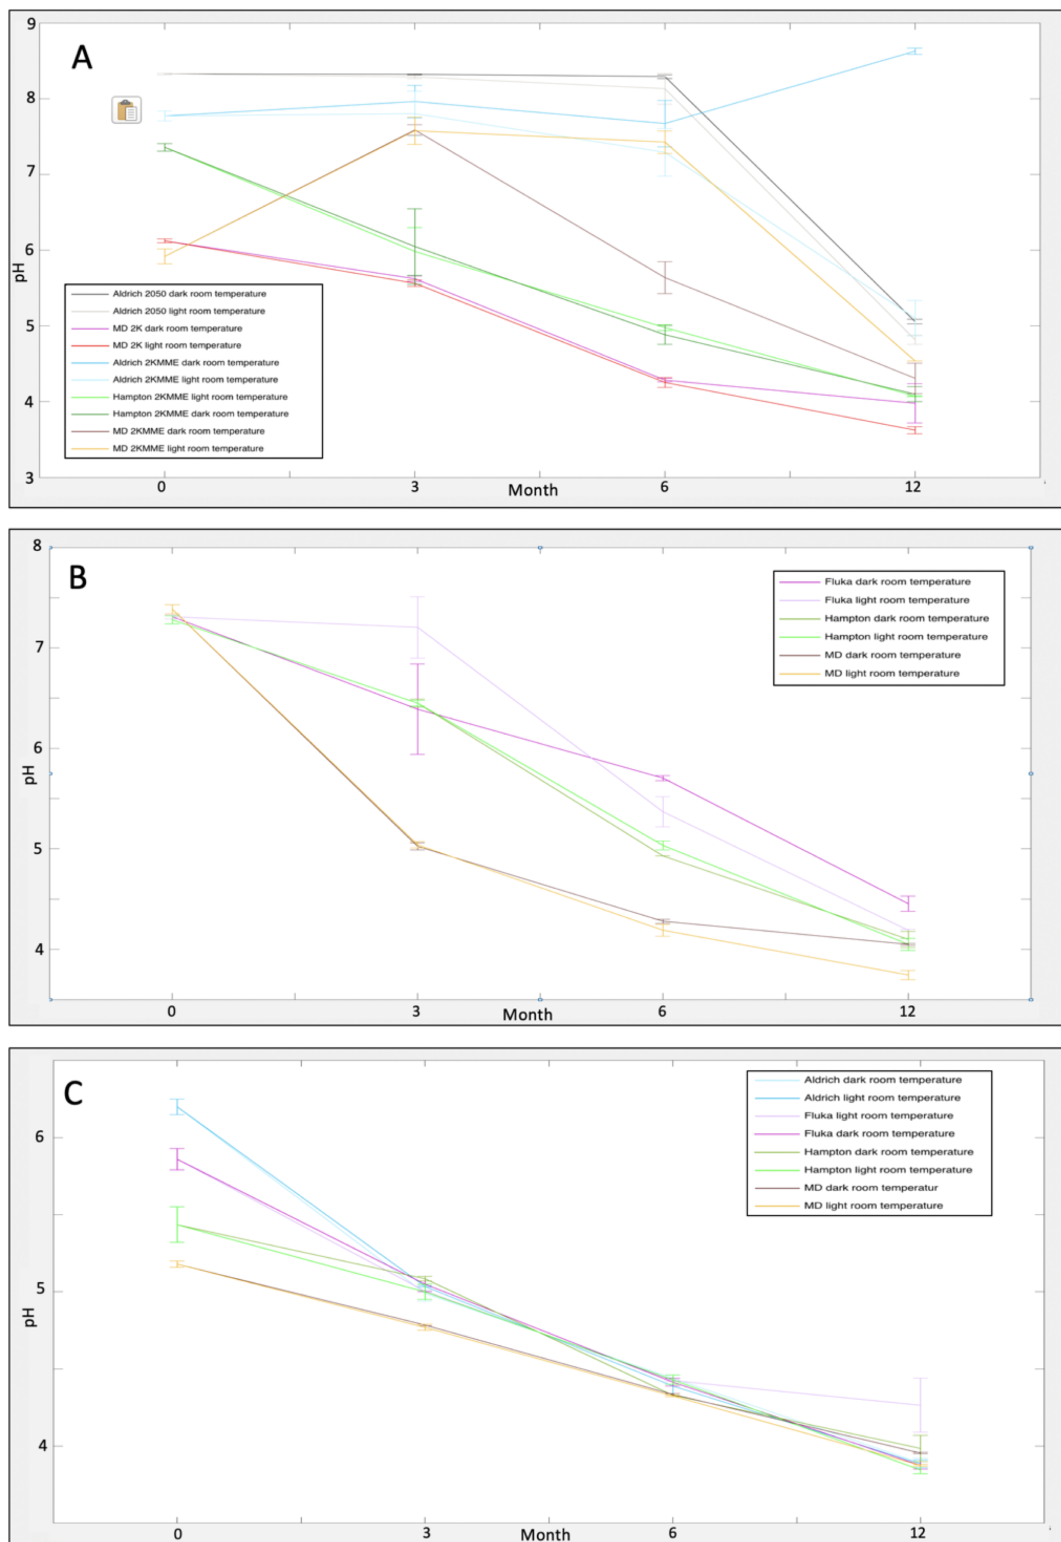 9
A
8
7
6
pH
Aldrich 2050 dark room temperature
Aldrich 2050 light room temperature
MD 2K dark room temperature
MD 2K light room temperature
Aldrich 2KMME dark room temperature
Aldrich 2KMME light room temperature
Hampton 2KMME light room temperature
Hampton 2KMME dark room temperature
MD 2KMME dark room temperature
MD 2KMME light room temperature
5
4
3
0 3 6 12
Month
8
B
Fluka dark room temperature
Fluka light room temperature
Hampton dark room temperature
Hampton light room temperature
MD dark room temperature
MD light room temperature
7
6
pH
5
4
0 3 6 12
Month
C
Aldrich dark room temperature
Aldrich light room temperature
Fluka light room temperature
Fluka dark room temperature
Hampton dark room temperature
Hampton light room temperature
MD dark room temperatur
MD light room temperature
6
5
pH
4
0 3 6 12
Month